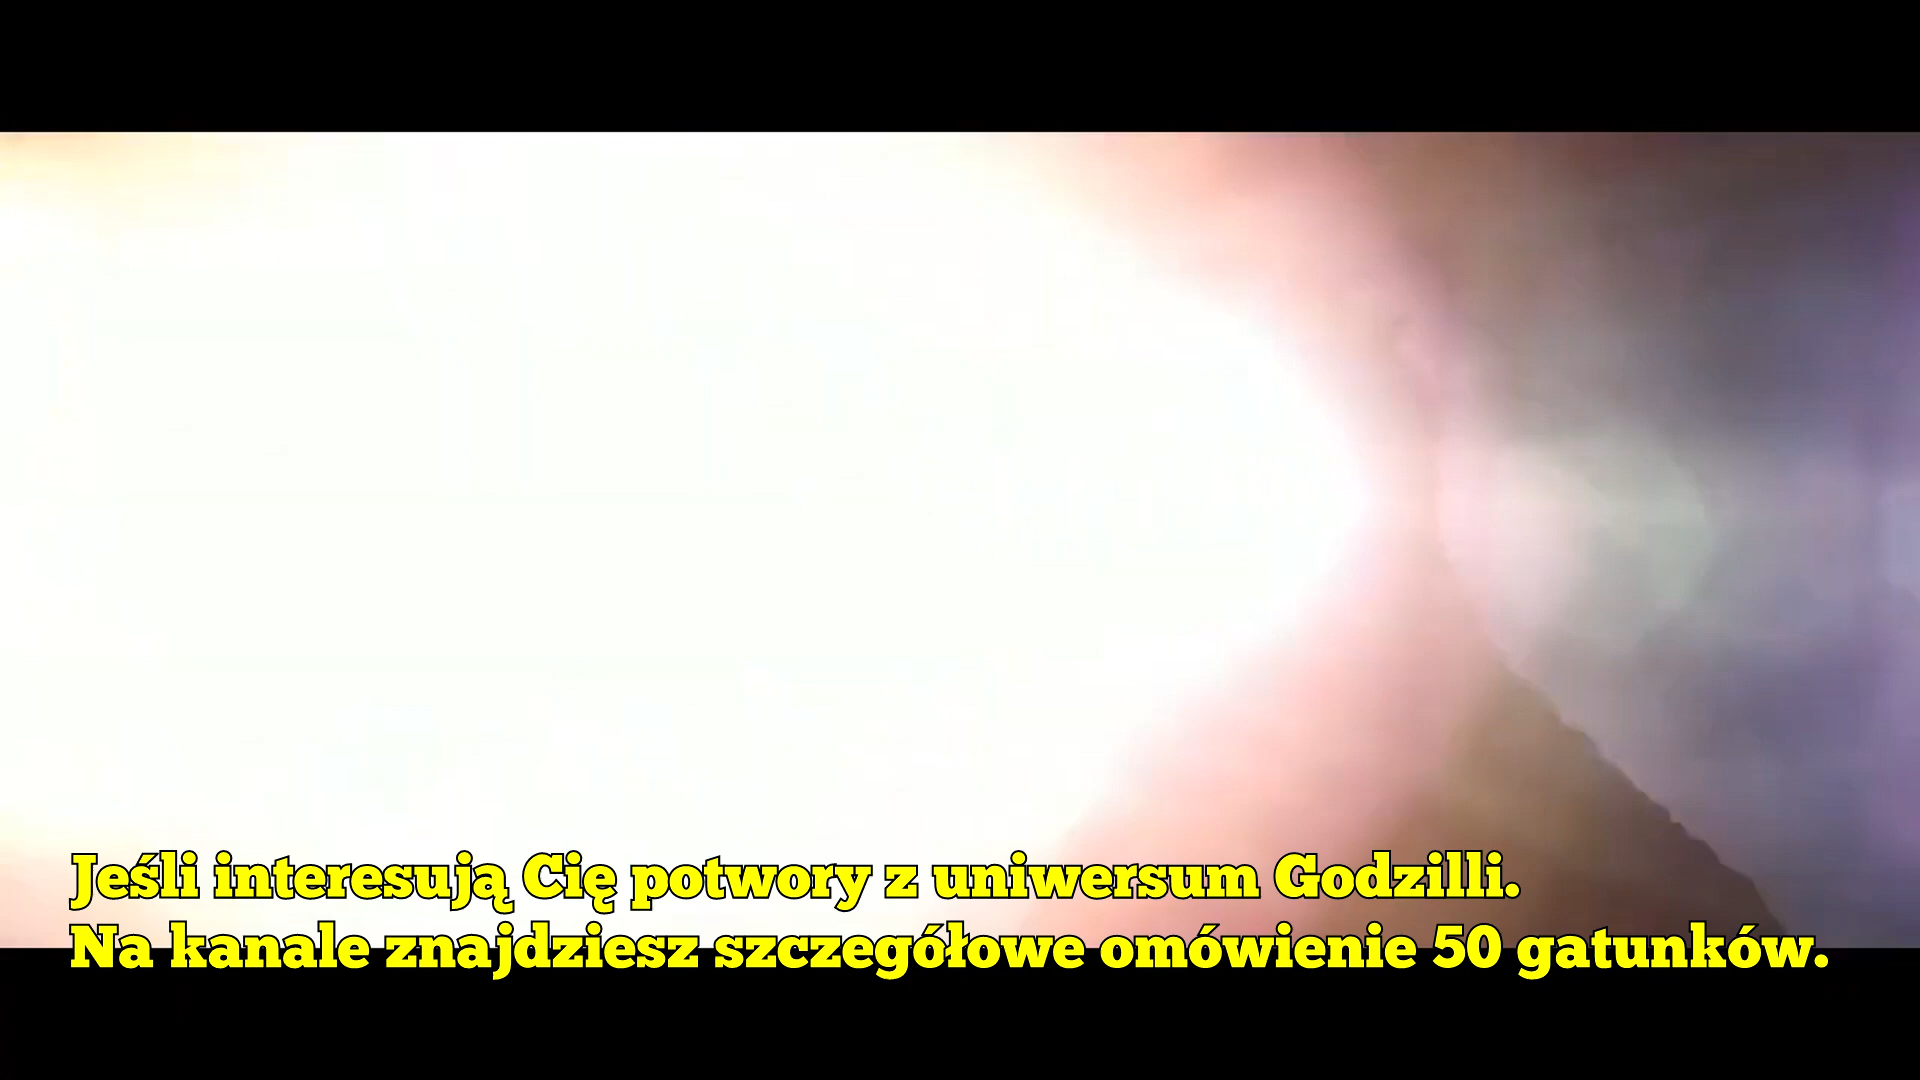 Jeśli interesują Cię potwory z uniwersum Godzilli.
Na kanale znajdziesz szczegółowe omówienie 50 gatunków.